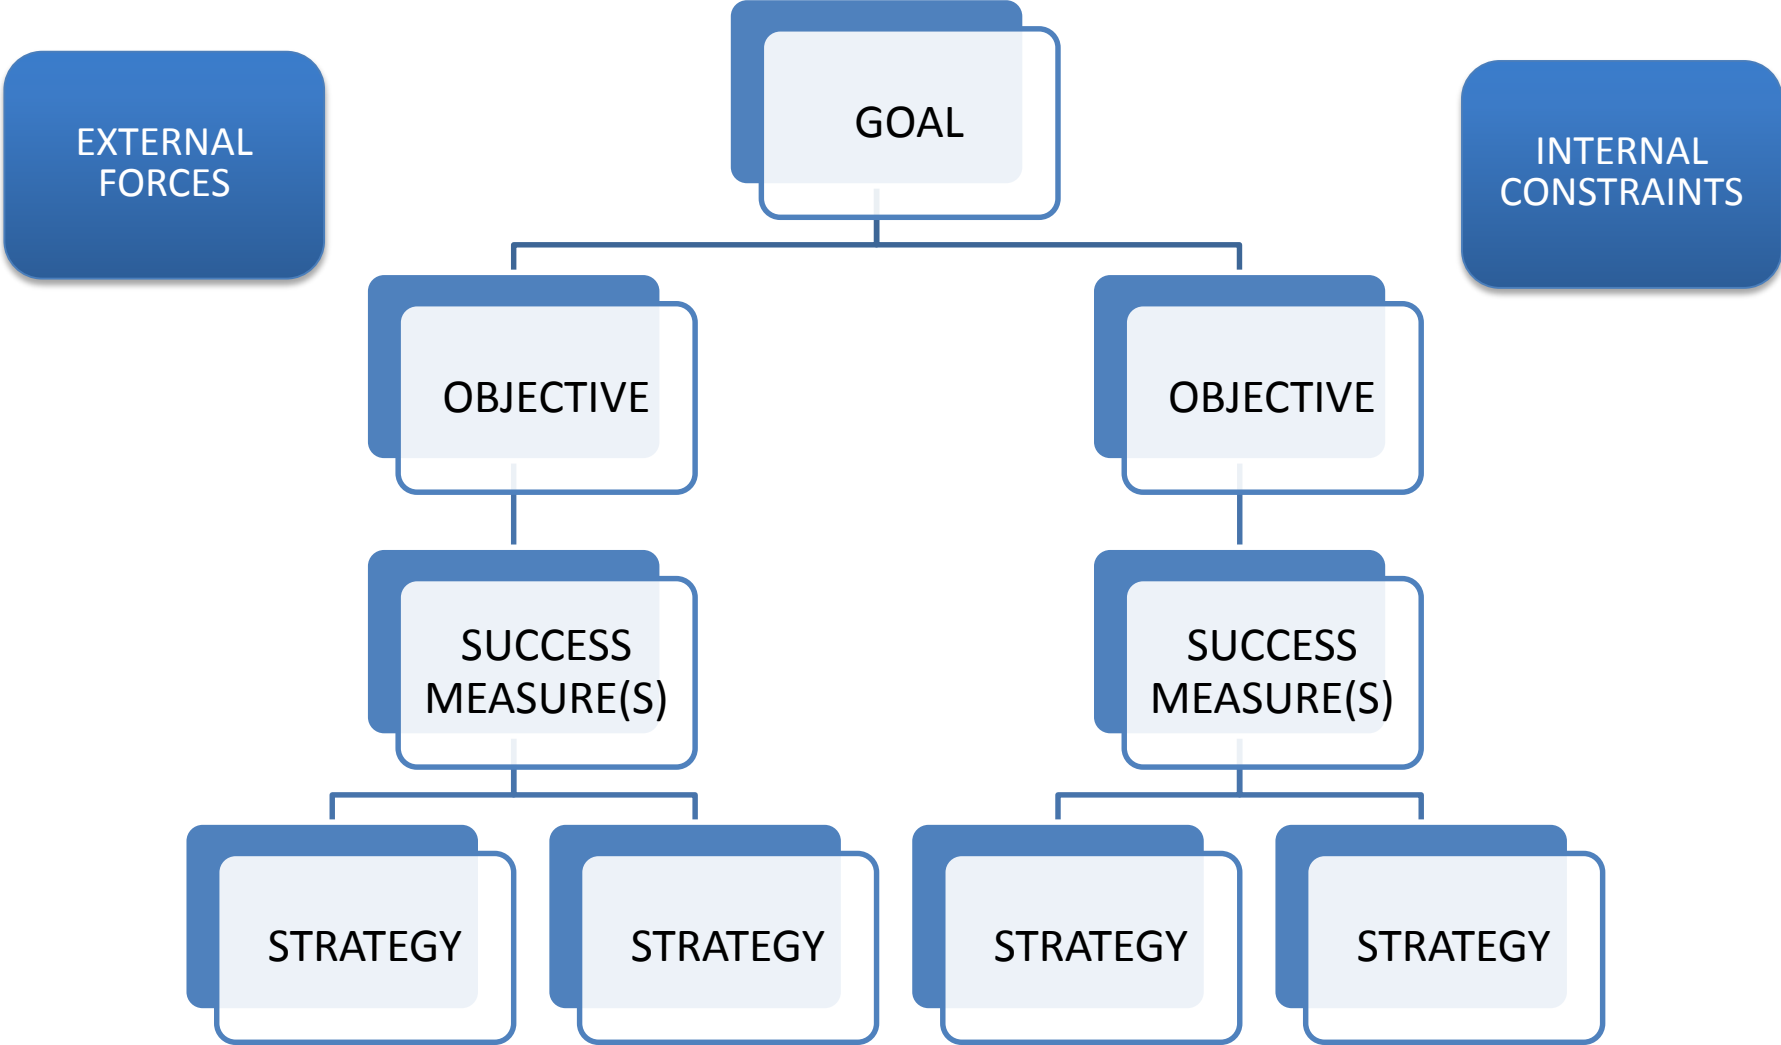 GOAL
EXTERNAL
FORCES
INTERNAL
CONSTRAINTS
OBJECTIVE
OBJECTIVE
SUCCESS
MEASURE(S)
SUCCESS
MEASURE(S)
STRATEGY
STRATEGY
STRATEGY
STRATEGY